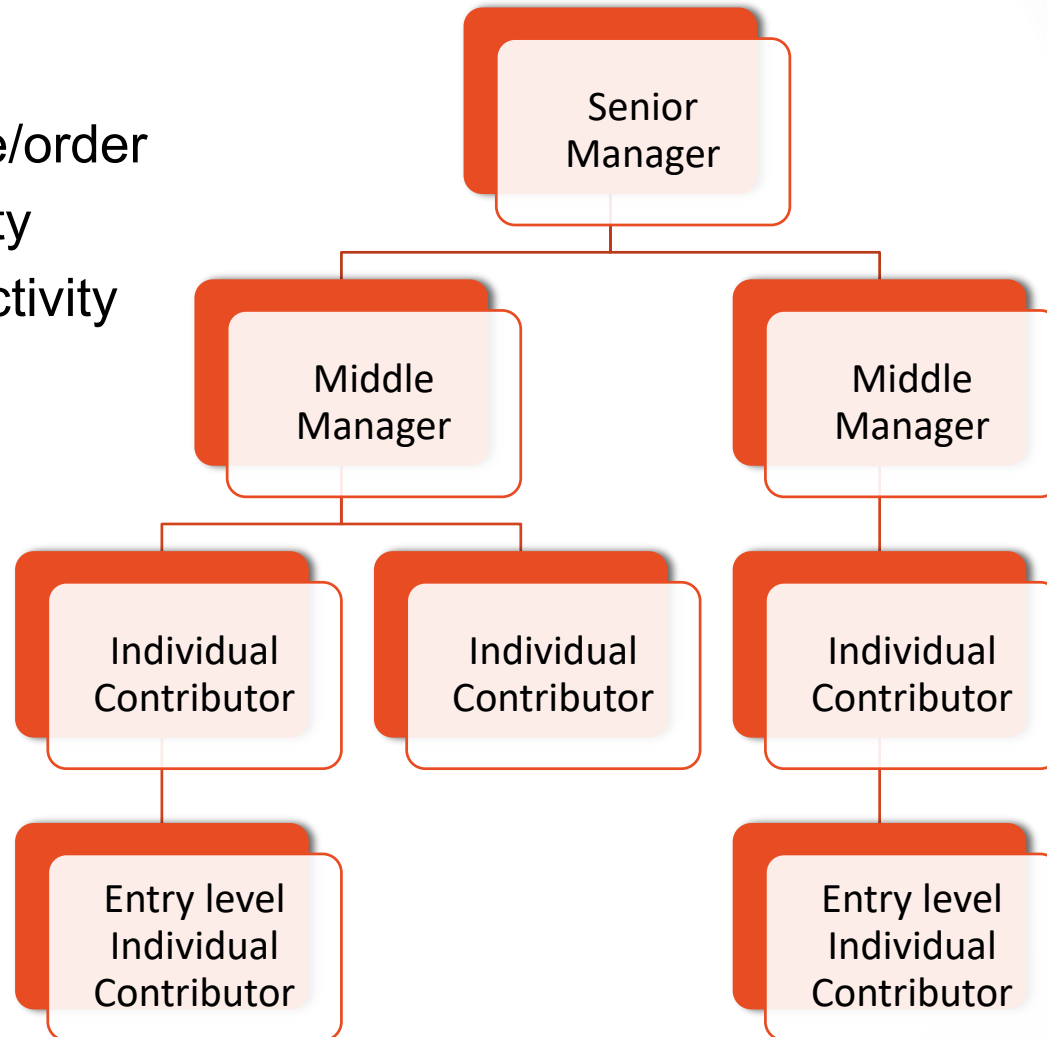 e/order
ty
ctivity
Senior
Manager
Middle
Manager
Middle
Manager
Individual
Contributor
Individual
Contributor
Individual
Contributor
Entry level
Individual
Contributor
Entry level
Individual
Contributor